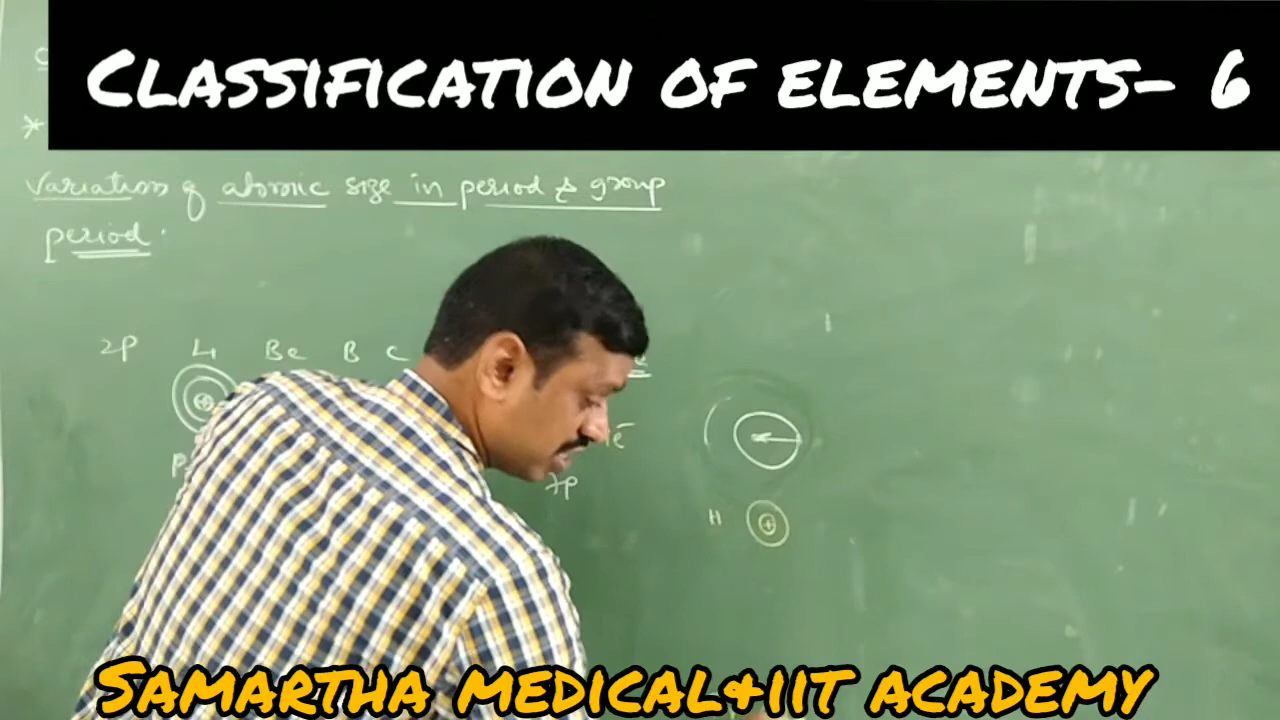 CLASSIFICATION OF ELEMENTS- 6
*
Variation of atomic size in period & group
period.
2P Li Be B C
e⁻
P
7P
H +
SAMARTHA MEDICAL&IIT ACADEMY